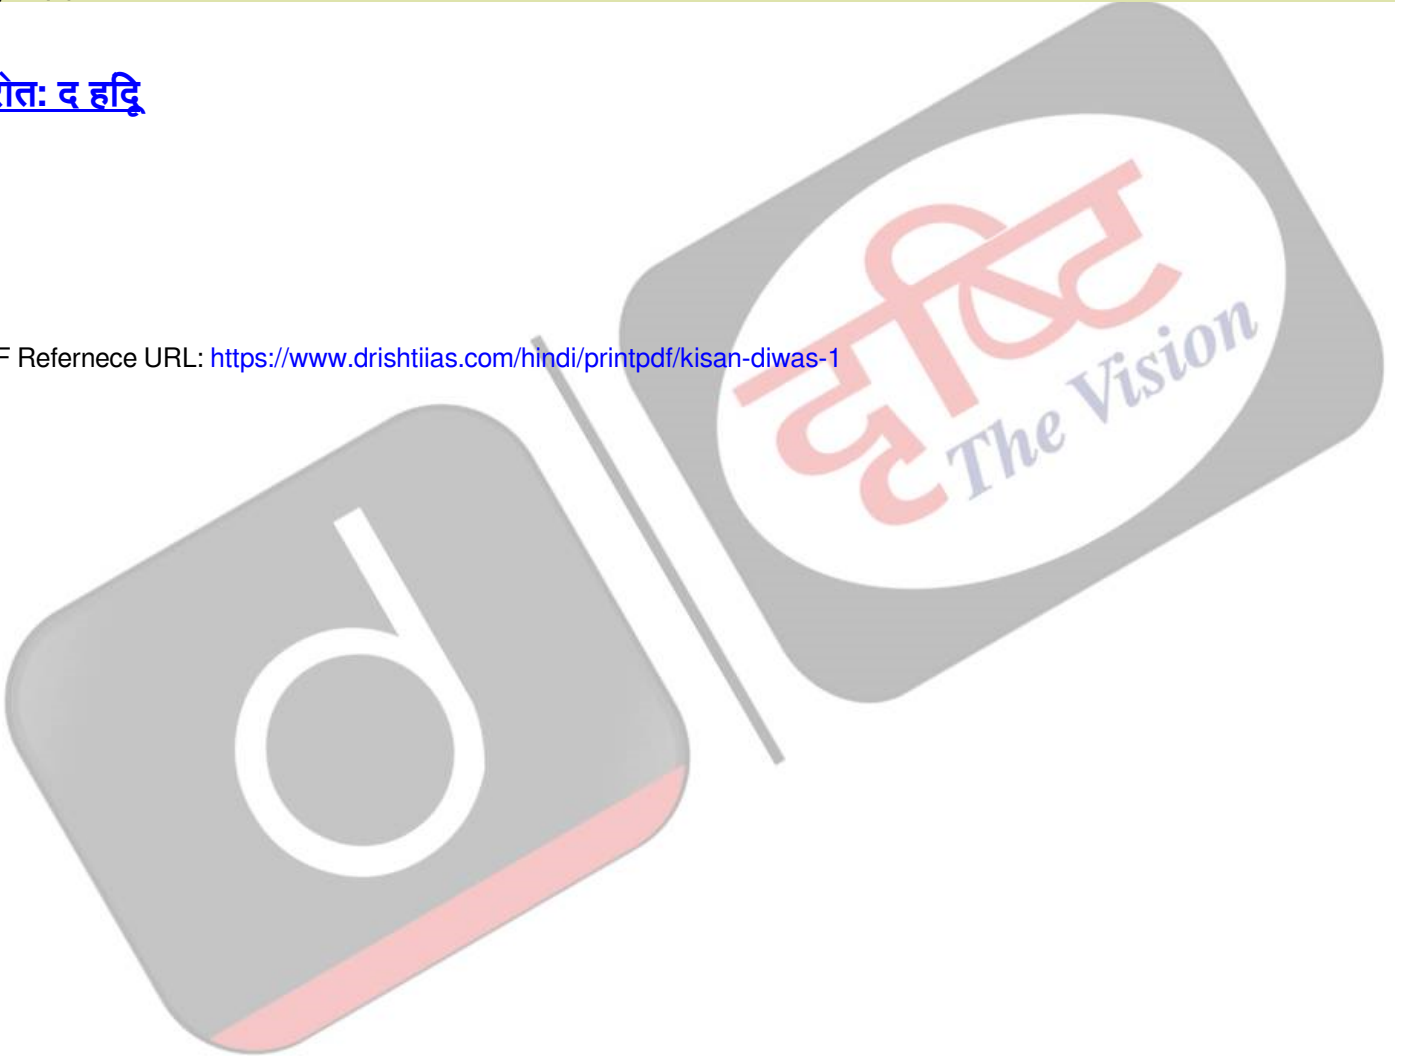 रोत: द हिंदू
F Refernece URL: https://www.drishtiias.com/hindi/printpdf/kisan-diwas-1
दृष्टि
The Vision
d